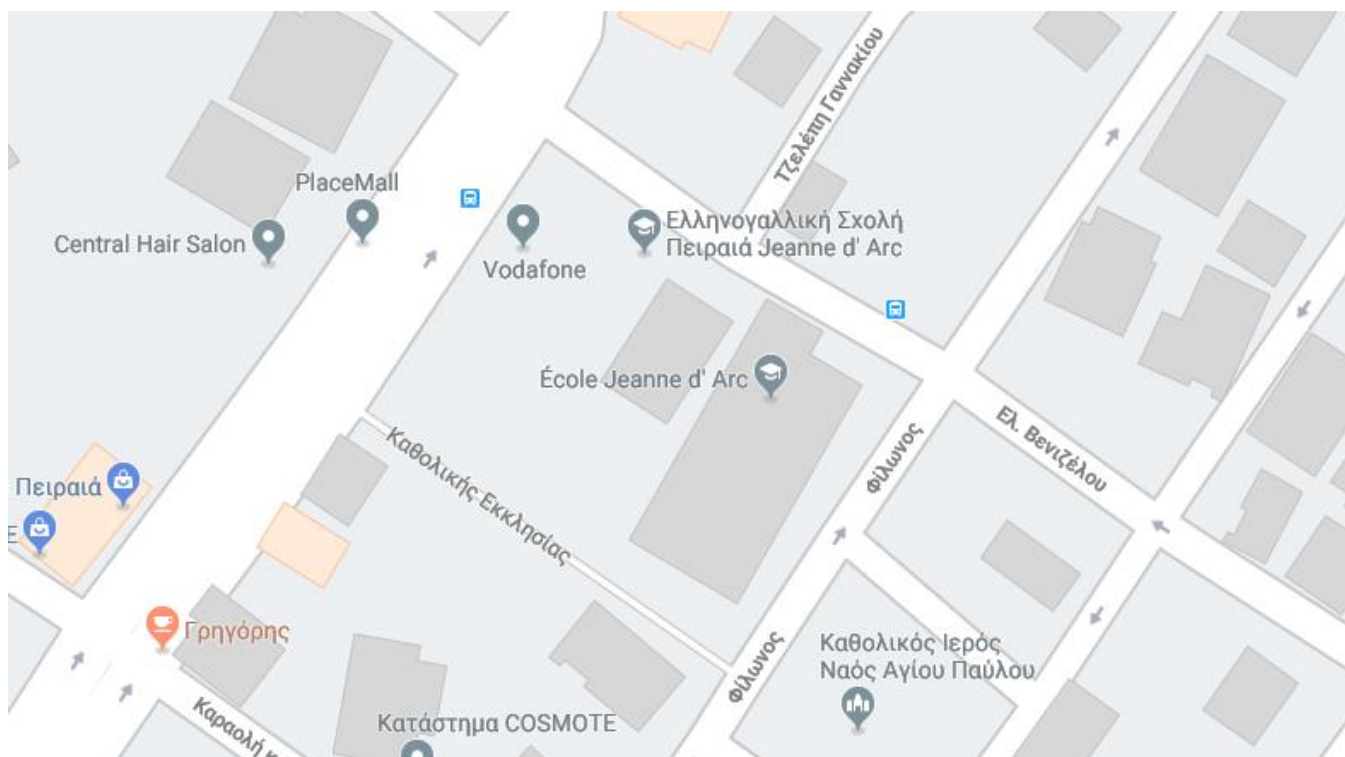 Τζελέπη Γαννακίου
PlaceMall
Central Hair Salon
Vodafone
Ελληνογαλλική Σχολή
Πειραιά Jeanne d' Arc
École Jeanne d' Arc
Ελ. Βενιζέλου
Φίλωνος
Καθολικής Εκκλησίας
Πειραιά
E
Γρηγόρης
Καθολικός Ιερός
Ναός Αγίου Παύλου
Φίλωνος
Καραολή
Κατάστημα COSMOTE